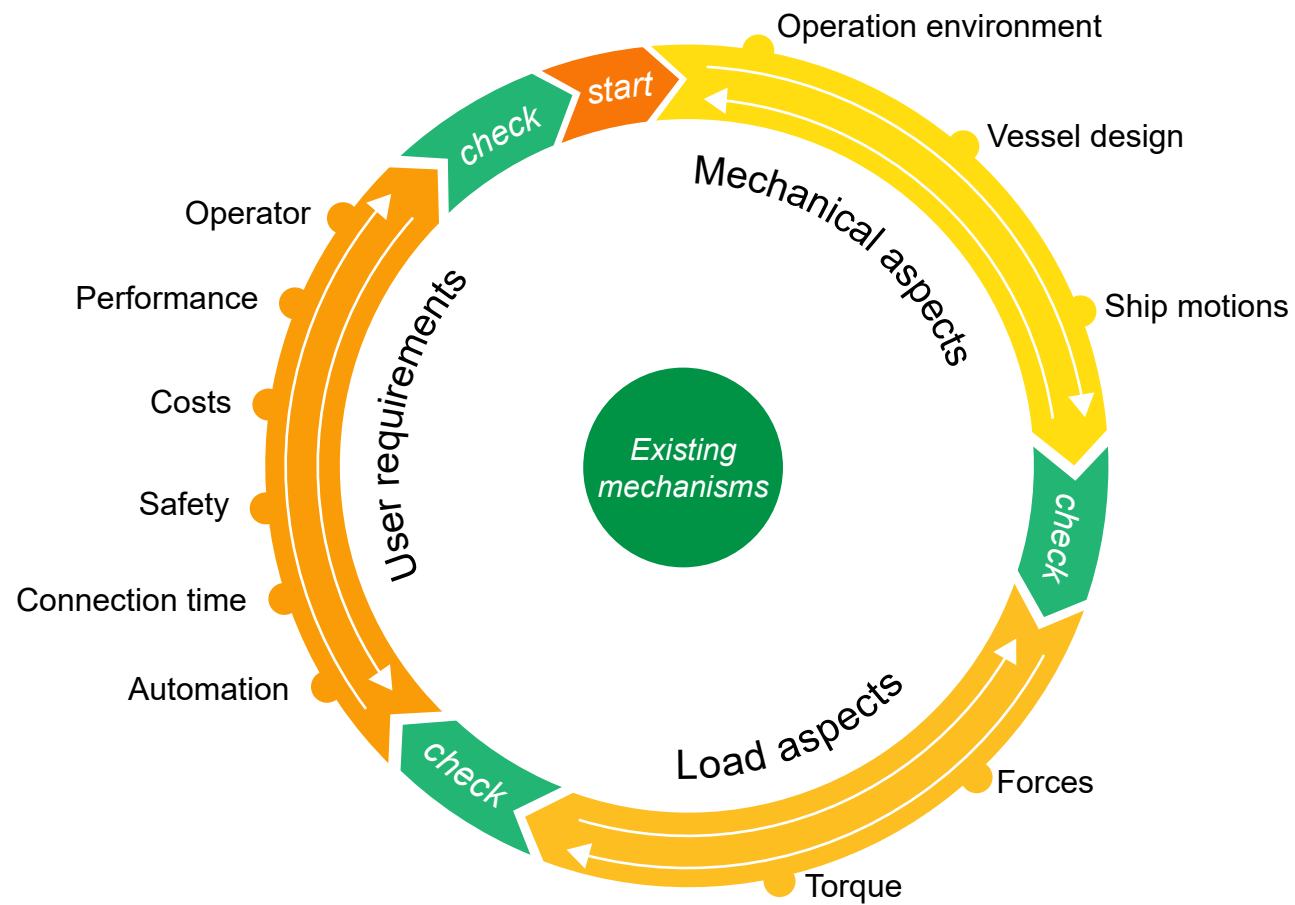 start
Operation environment
Vessel design
Ship motions
Mechanical aspects
check
Forces
Torque
Load aspects
check
Automation
Connection time
Safety
Costs
Performance
Operator
User requirements
check
Existing
mechanisms